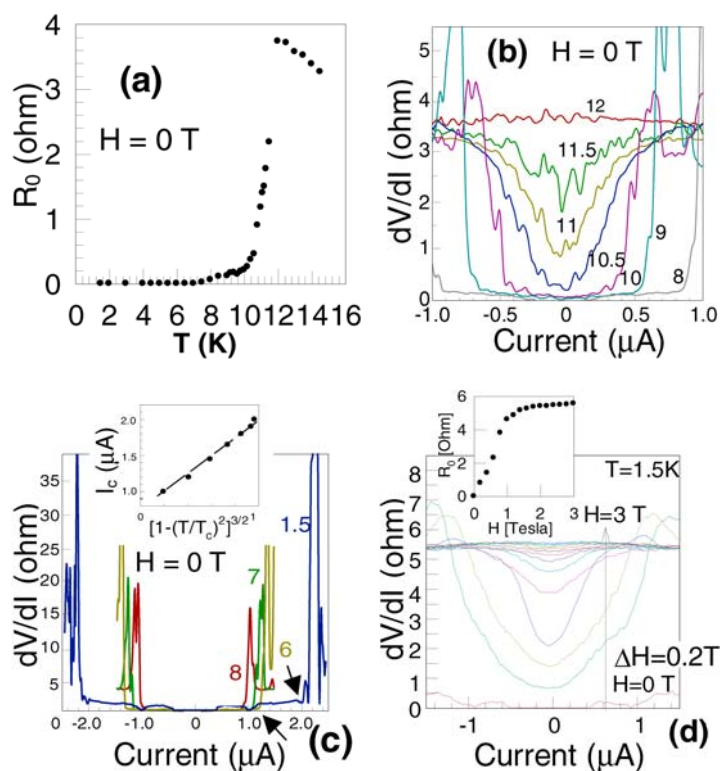 (a)
H = 0 T
R₀ (ohm)
4
3
2
1
0
0 2 4 6 8 10 12 14 16
T (K)
(b)
H = 0 T
dV/dI (ohm)
5
4
3
2
1
0
12
11.5
11
10.5
10
9
8
-1.0 -0.5 0 0.5 1.0
Current (μA)
I_c (μA)
2.0
1.5
1.0
0 1
[1-(T/T_c)²]^3/2
H = 0 T
dV/dI (ohm)
35
30
25
20
15
10
5
1.5
7
6
8
-2.0 -1.0 0 1.0 2.0
Current (μA)
(c)
R₀ [Ohm]
6
4
2
0
0 1 2 3
H [Tesla]
T=1.5K
H=3 T
ΔH=0.2T
H=0 T
dV/dI (ohm)
8
7
6
5
4
3
2
1
0
-1 0 1
Current (μA)
(d)